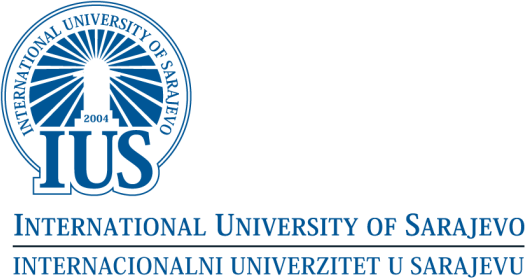 INTERNATIONAL UNIVERSITY OF SARAJEVO
2004
IUS
INTERNATIONAL UNIVERSITY OF SARAJEVO
INTERNACIONALNI UNIVERZITET U SARAJEVU